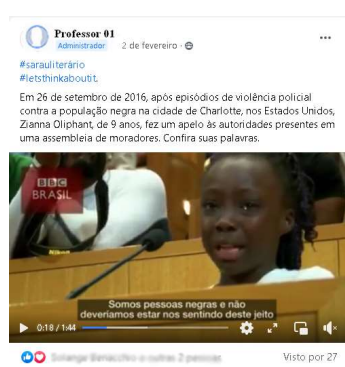 Professor 01
Administrador 2 de fevereiro
#sarauliterário
#letsthinkaboutit.
Em 26 de setembro de 2016, após episódios de violência policial
contra a população negra na cidade de Charlotte, nos Estados Unidos,
Zianna Oliphant, de 9 anos, fez um apelo às autoridades presentes em
uma assembleia de moradores. Confira suas palavras.
BBC
BRASIL
Somos pessoas negras e não
deveríamos estar nos sentindo deste jeito
0:18 / 1:44
Visto por 27